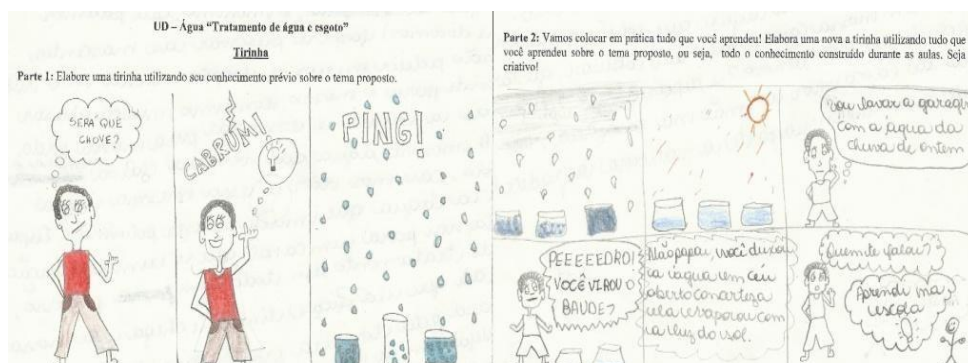 UD – Água “Tratamento de água e esgoto”
Tirinha
Parte 1: Elabore uma tirinha utilizando seu conhecimento prévio sobre o tema proposto.
SERÁ QUE
CHOVE?
CABRUM!
PING!
Parte 2: Vamos colocar em prática tudo que você aprendeu! Elabora uma nova a tirinha utilizando tudo que
você aprendeu sobre o tema proposto, ou seja, todo o conhecimento construído durante as aulas. Seja
criativo!
Vou lavar a garagem
com a água da
chuva de ontem
PEEEEEDRO!
VOCÊ VIROU O
BAUDE?
Não papai, você deixou
a água em céu
aberto com certeza
ela evaporou com
a luz do sol.
Quem te falou?
Aprendi na
escola